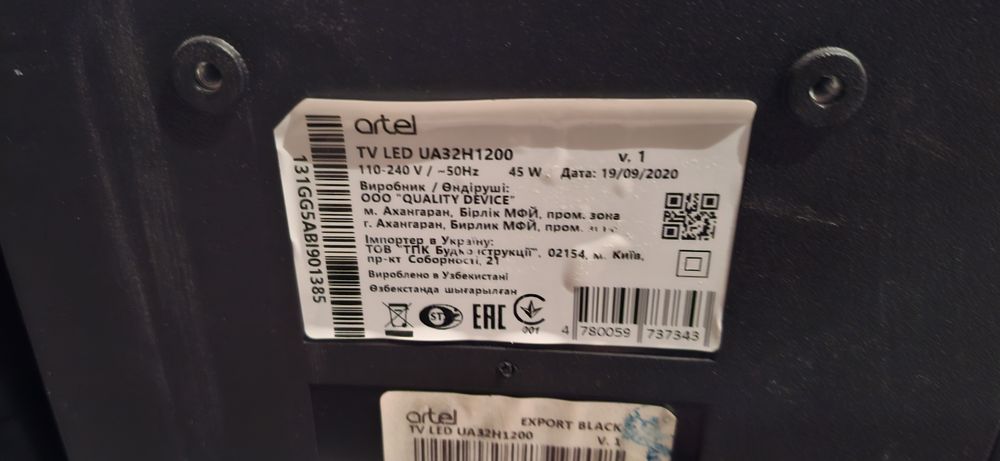 artel
TV LED UA32H1200 v. 1
110-240 V / ~50Hz 45 W Дата: 19/09/2020
Виробник / Өндіруші:
ООО "QUALITY DEVICE"
м. Ахангаран, Бірлік МФЙ, пром. зона
г. Ахангаран, Бирлик МФЙ, пром.
Імпортер в Україну:
ТОВ "ТПК Будконструкції", 02154, м. Київ,
пр-кт Соборності, 21
Вироблено в Узбекистані
Өзбекстанда шығарылған
ST
EAC
001
4 780059 737343
131GG5ABI901385
artel
EXPORT BLACK
TV LED UA32H1200 V. 1